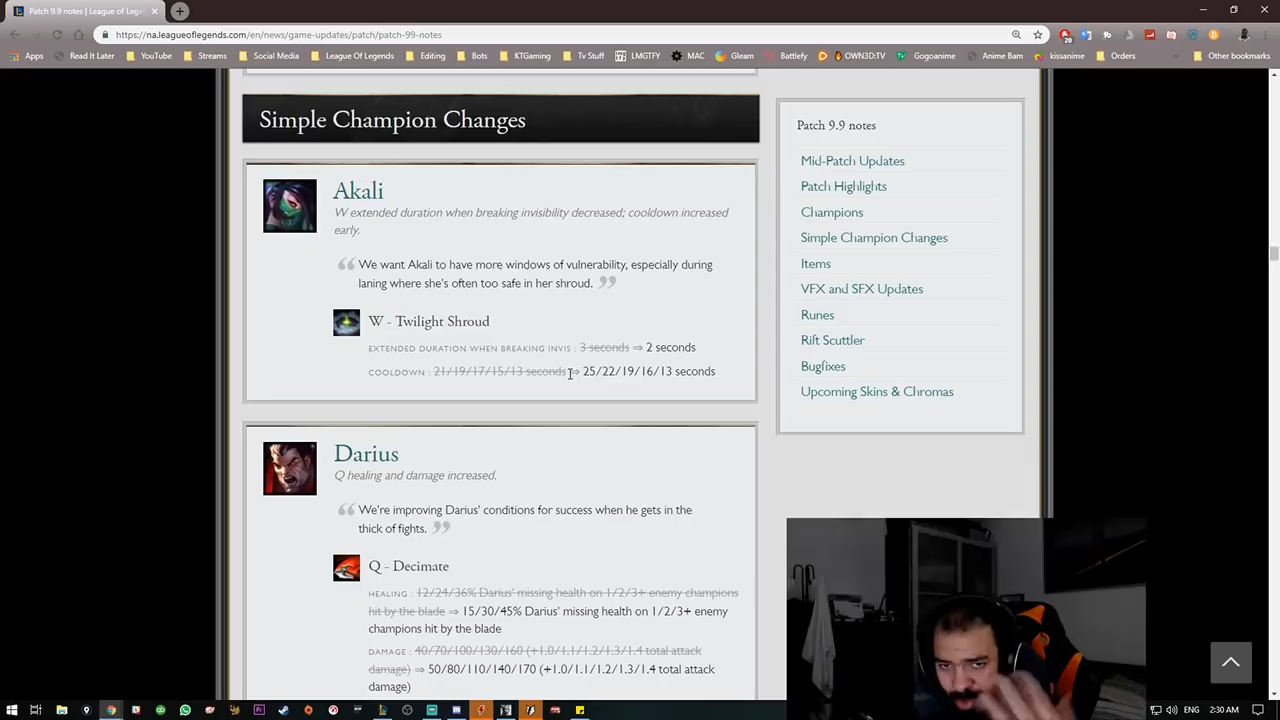 Patch 9.9 notes | League of Lege
https://na.leagueoflegends.com/en/news/game-updates/patch/patch-99-notes
20
Apps
Read It Later
YouTube
Streams
Social Media
League Of Legends
Editing
Bots
KTGaming
Tv Stuff
LMGTFY
MAC
Gleam
Battlefy
OWN3D:TV
Gogoanime
Anime Bam
kissanime
Orders
Other bookmarks
Simple Champion Changes
Akali
W extended duration when breaking invisibility decreased; cooldown increased
early.
We want Akali to have more windows of vulnerability, especially during
laning where she's often too safe in her shroud.
W - Twilight Shroud
EXTENDED DURATION WHEN BREAKING INVIS : 3 seconds ⇒ 2 seconds
COOLDOWN : 21/19/17/15/13 seconds ⇒ 25/22/19/16/13 seconds
Darius
Q healing and damage increased.
We're improving Darius' conditions for success when he gets in the
thick of fights.
Q - Decimate
HEALING : 12/24/36% Darius' missing health on 1/2/3+ enemy champions
hit by the blade ⇒ 15/30/45% Darius' missing health on 1/2/3+ enemy
champions hit by the blade
DAMAGE : 40/70/100/130/160 (+1.0/1.1/1.2/1.3/1.4 total attack
damage) ⇒ 50/80/110/140/170 (+1.0/1.1/1.2/1.3/1.4 total attack
damage)
Patch 9.9 notes
Mid-Patch Updates
Patch Highlights
Champions
Simple Champion Changes
Items
VFX and SFX Updates
Runes
Rift Scuttler
Bugfixes
Upcoming Skins & Chromas
ENG
2:30 AM